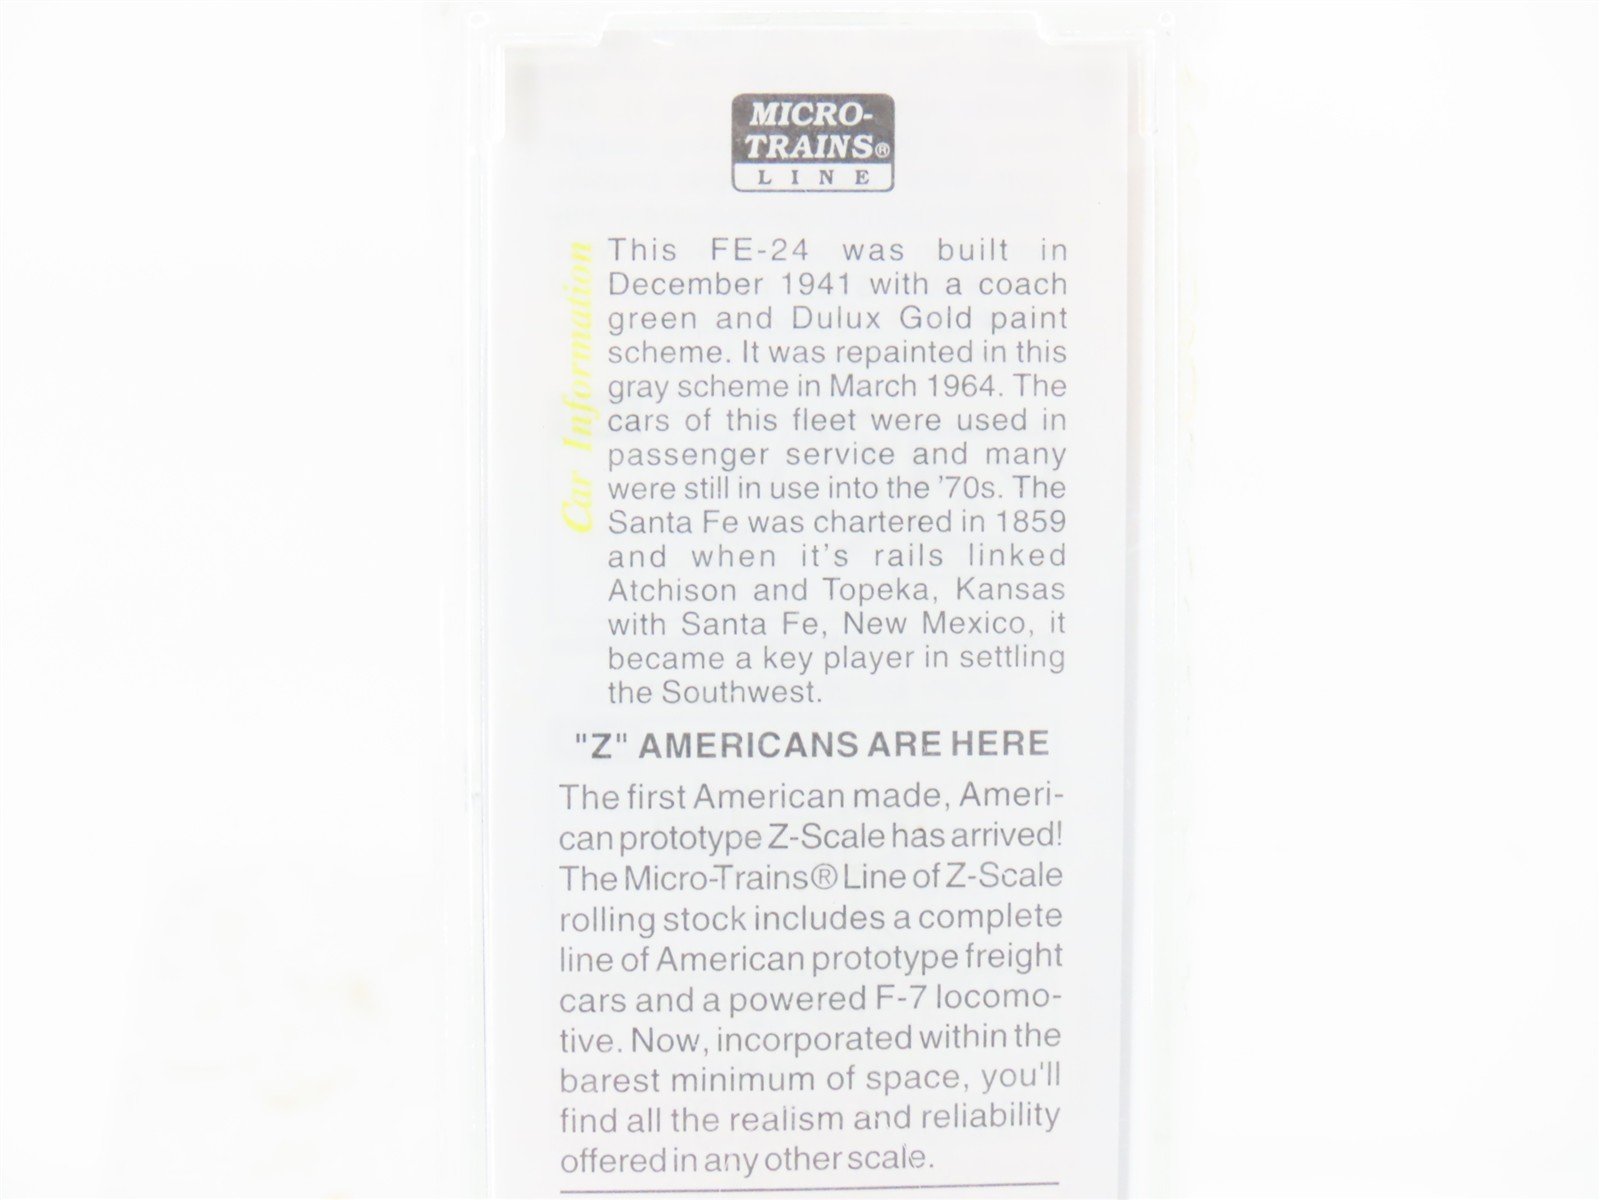 MICRO-
TRAINS®
LINE
Car Information
This FE-24 was built in
December 1941 with a coach
green and Dulux Gold paint
scheme. It was repainted in this
gray scheme in March 1964. The
cars of this fleet were used in
passenger service and many
were still in use into the '70s. The
Santa Fe was chartered in 1859
and when it's rails linked
Atchison and Topeka, Kansas
with Santa Fe, New Mexico, it
became a key player in settling
the Southwest.
"Z" AMERICANS ARE HERE
The first American made, Ameri-
can prototype Z-Scale has arrived!
The Micro-Trains® Line of Z-Scale
rolling stock includes a complete
line of American prototype freight
cars and a powered F-7 locomo-
tive. Now, incorporated within the
barest minimum of space, you'll
find all the realism and reliability
offered in any other scale.